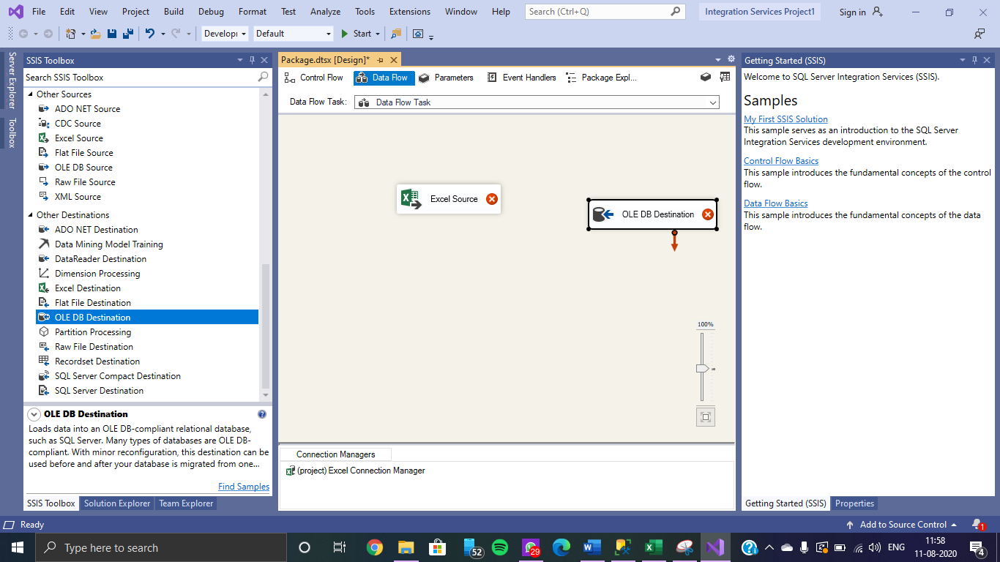 File Edit View Project Build Debug Format Test Analyze Tools Extensions Window Help Search (Ctrl+Q) Integration Services Project1 Sign in
Developı Default Start
Server Explorer
Toolbox
SSIS Toolbox
Search SSIS Toolbox
Other Sources
ADO NET Source
CDC Source
Excel Source
Flat File Source
OLE DB Source
Raw File Source
XML Source
Other Destinations
ADO NET Destination
Data Mining Model Training
DataReader Destination
Dimension Processing
Excel Destination
Flat File Destination
OLE DB Destination
Partition Processing
Raw File Destination
Recordset Destination
SQL Server Compact Destination
SQL Server Destination
OLE DB Destination
Loads data into an OLE DB-compliant relational database,
such as SQL Server. Many types of databases are OLE DB-
compliant. With minor reconfiguration, this destination can be
used before and after your database is migrated from one...
Find Samples
SSIS Toolbox Solution Explorer Team Explorer
Package.dtsx [Design]*
Control Flow Data Flow Parameters Event Handlers Package Expl...
Data Flow Task: Data Flow Task
Excel Source
OLE DB Destination
100%
Connection Managers
(project) Excel Connection Manager
Getting Started (SSIS)
Welcome to SQL Server Integration Services (SSIS).
Samples
My First SSIS Solution
This sample serves as an introduction to the SQL Server
Integration Services development environment.
Control Flow Basics
This sample introduces the fundamental concepts of the control
flow.
Data Flow Basics
This sample introduces the fundamental concepts of the data
flow.
Getting Started (SSIS) Properties
Ready Add to Source Control 1
Type here to search 52 29 ENG 11:58
11-08-2020 4